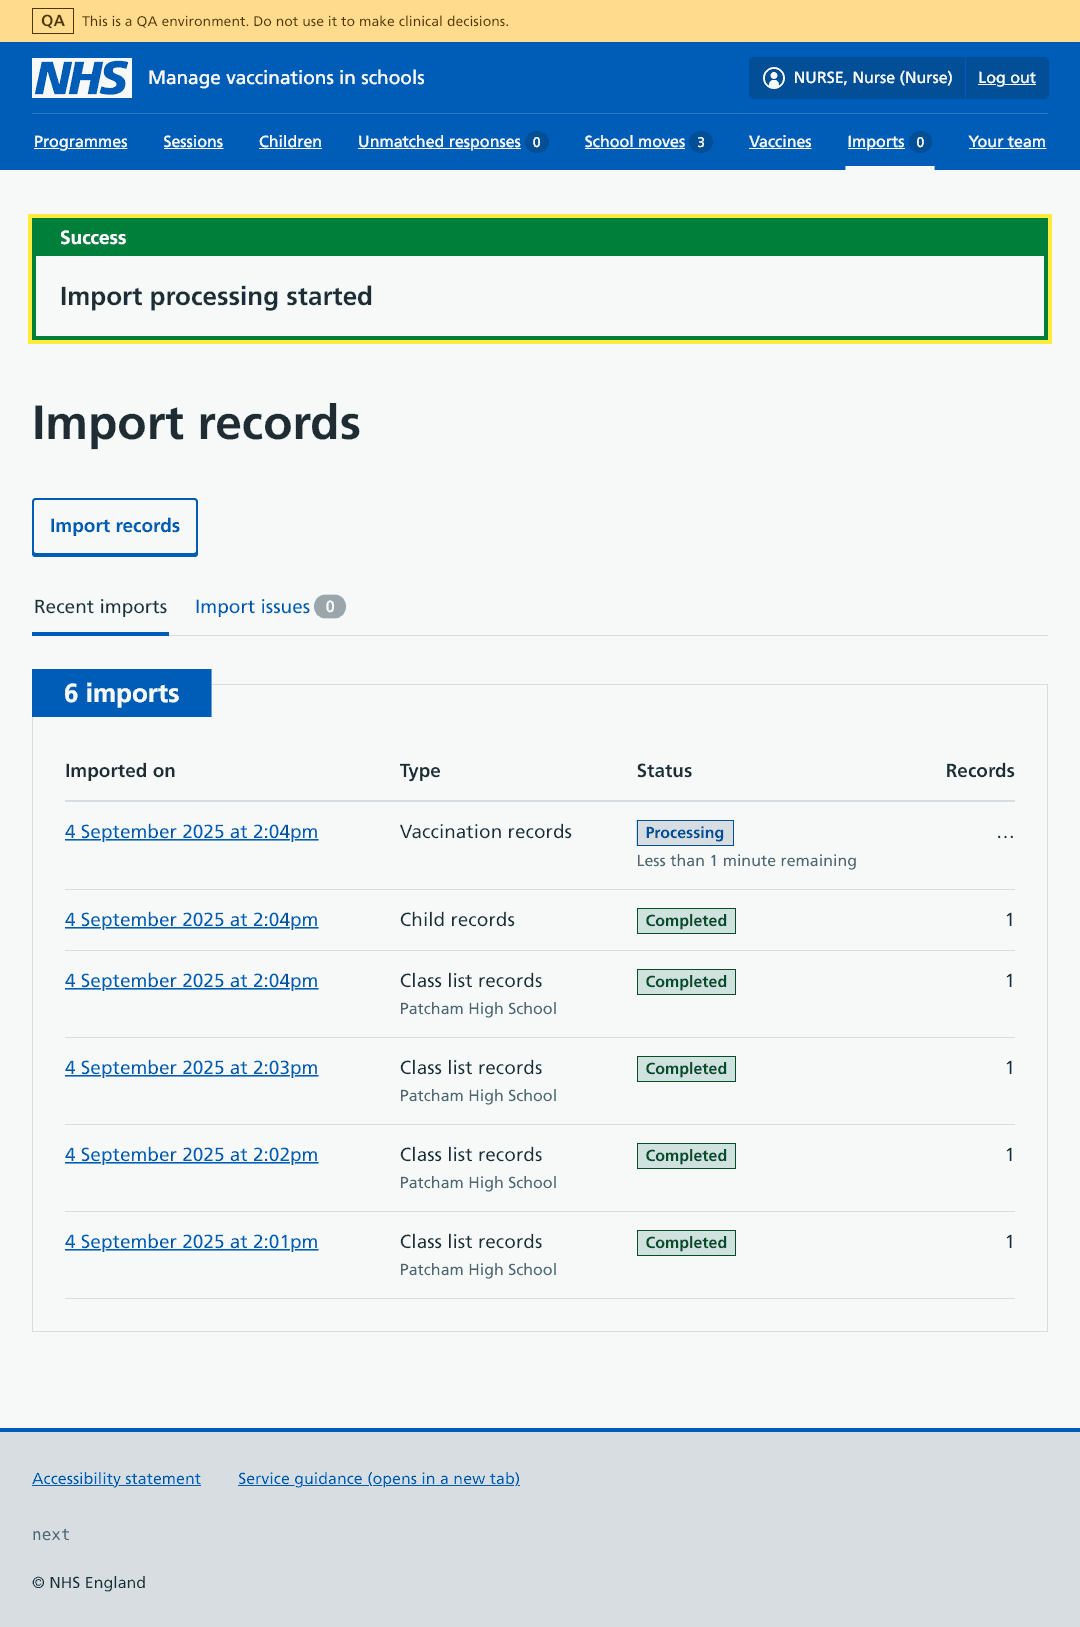 QA This is a QA environment. Do not use it to make clinical decisions.
NHS Manage vaccinations in schools NURSE, Nurse (Nurse) Log out
Programmes Sessions Children Unmatched responses 0 School moves 3 Vaccines Imports 0 Your team
Success
Import processing started
Import records
Import records
Recent imports Import issues 0
6 imports
Imported on Type Status Records
4 September 2025 at 2:04pm Vaccination records Processing ...
Less than 1 minute remaining
4 September 2025 at 2:04pm Child records Completed 1
4 September 2025 at 2:04pm Class list records Completed 1
Patcham High School
4 September 2025 at 2:03pm Class list records Completed 1
Patcham High School
4 September 2025 at 2:02pm Class list records Completed 1
Patcham High School
4 September 2025 at 2:01pm Class list records Completed 1
Patcham High School
Accessibility statement Service guidance (opens in a new tab)
next
© NHS England